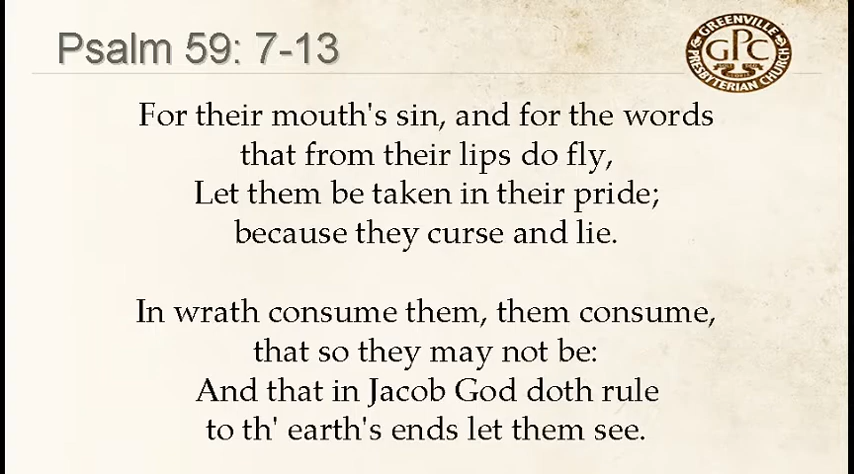 Psalm 59: 7-13
GREENVILLE
GPC
PRESBYTERIAN CHURCH
For their mouth's sin, and for the words
that from their lips do fly,
Let them be taken in their pride;
because they curse and lie.
In wrath consume them, them consume,
that so they may not be:
And that in Jacob God doth rule
to th' earth's ends let them see.